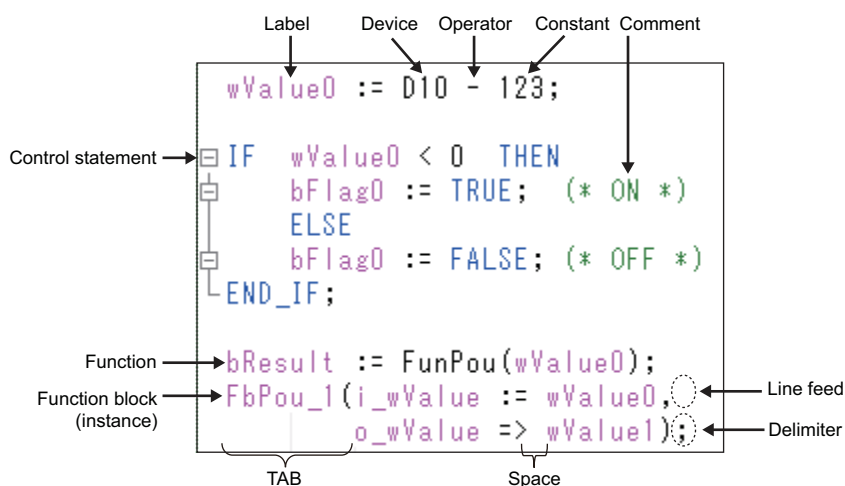 Label Device Operator Constant Comment
wValue0 := D10 - 123;
Control statement IF wValue0 < 0 THEN
bFlag0 := TRUE; (* ON *)
ELSE
bFlag0 := FALSE; (* OFF *)
END_IF;
Function bResult := FunPou(wValue0);
Function block
(instance)
FbPou_1(i_wValue := wValue0, Line feed
o_wValue => wValue1); Delimiter
TAB Space